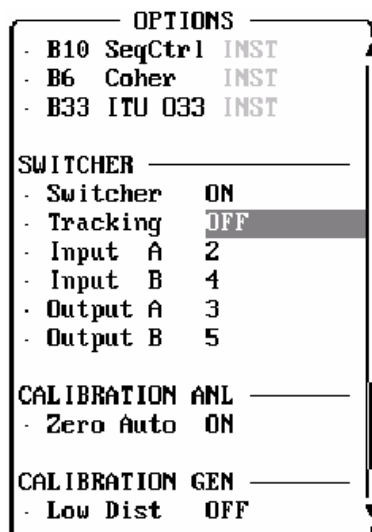 OPTIONS
· B10 SeqCtrl INST
· B6 Coher INST
· B33 ITU O33 INST
SWITCHER
· Switcher ON
· Tracking OFF
· Input A 2
· Input B 4
· Output A 3
· Output B 5
CALIBRATION ANL
· Zero Auto ON
CALIBRATION GEN
· Low Dist OFF